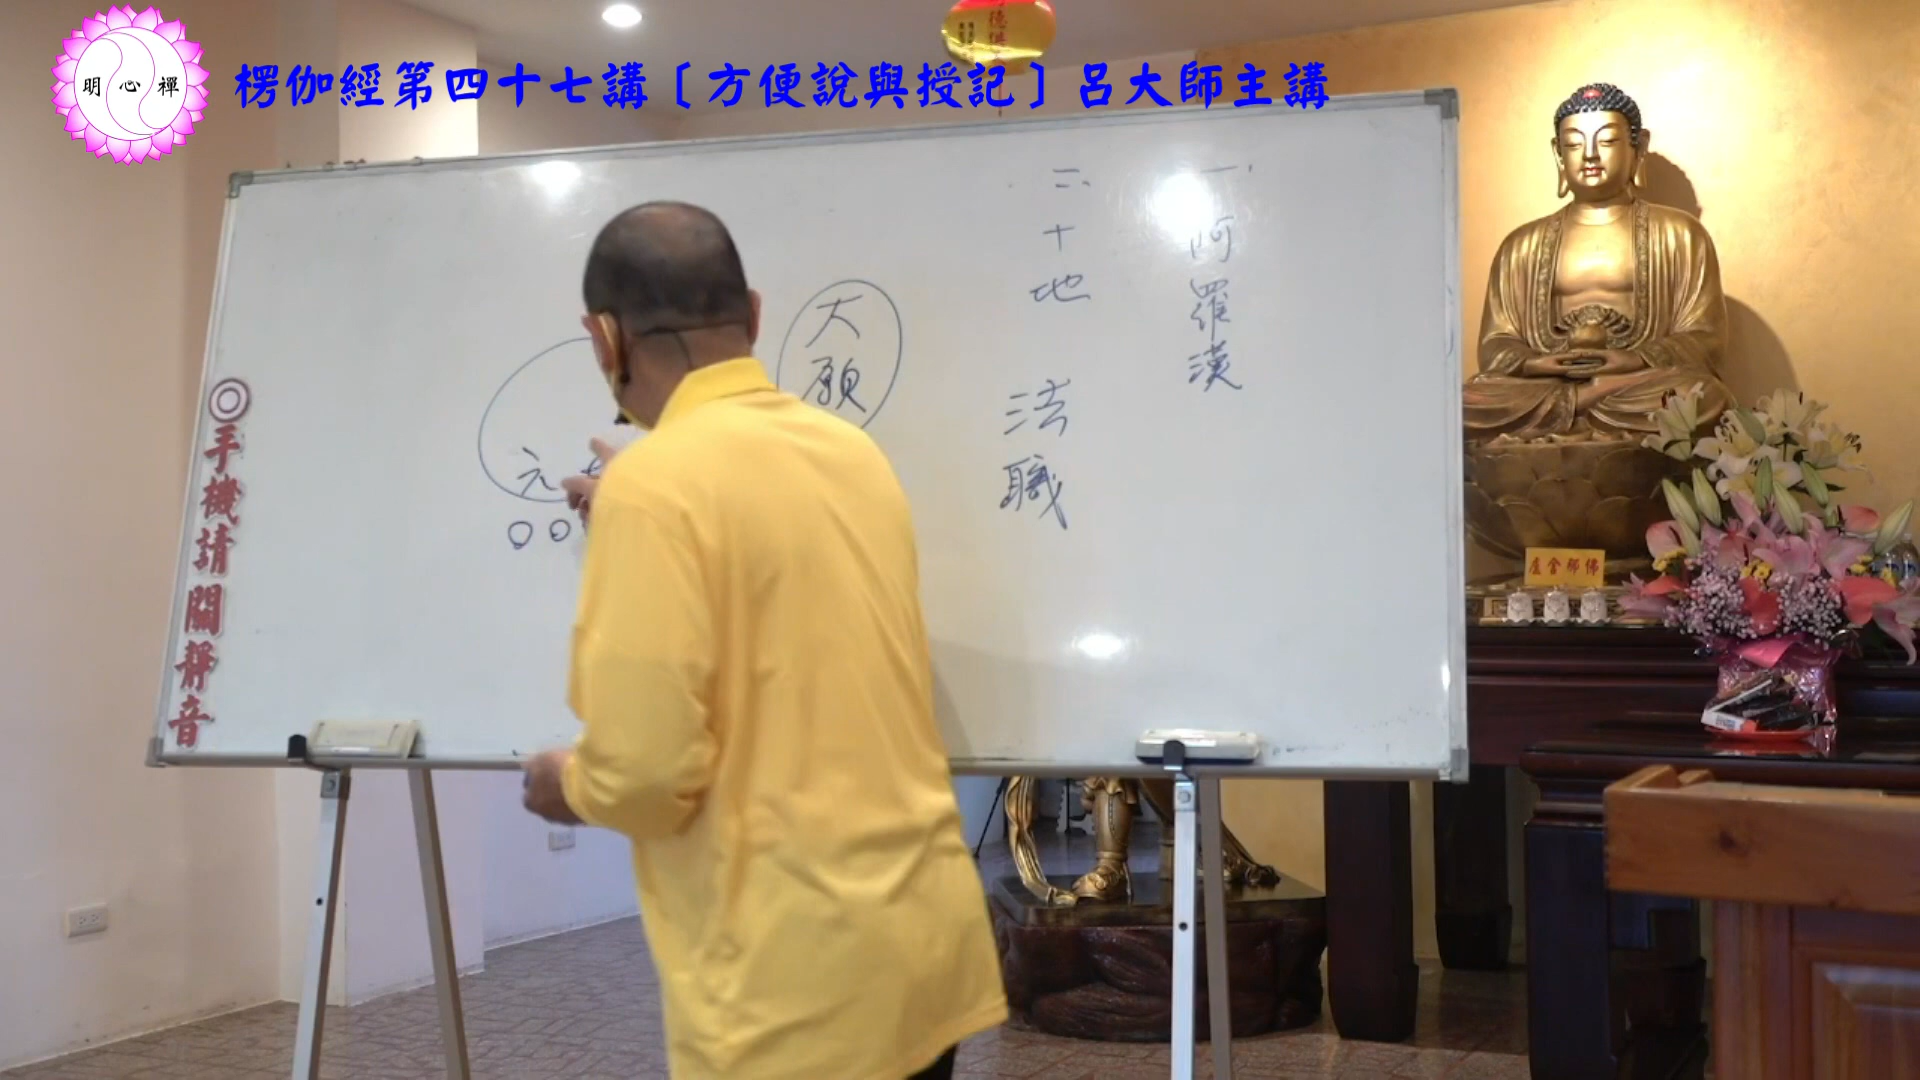 明心禪
楞伽經第四十七講〔方便說與授記〕呂大師主講
一、阿羅漢
二、十地 法職
大願
元
◎手機請關靜音
佛師舍盧